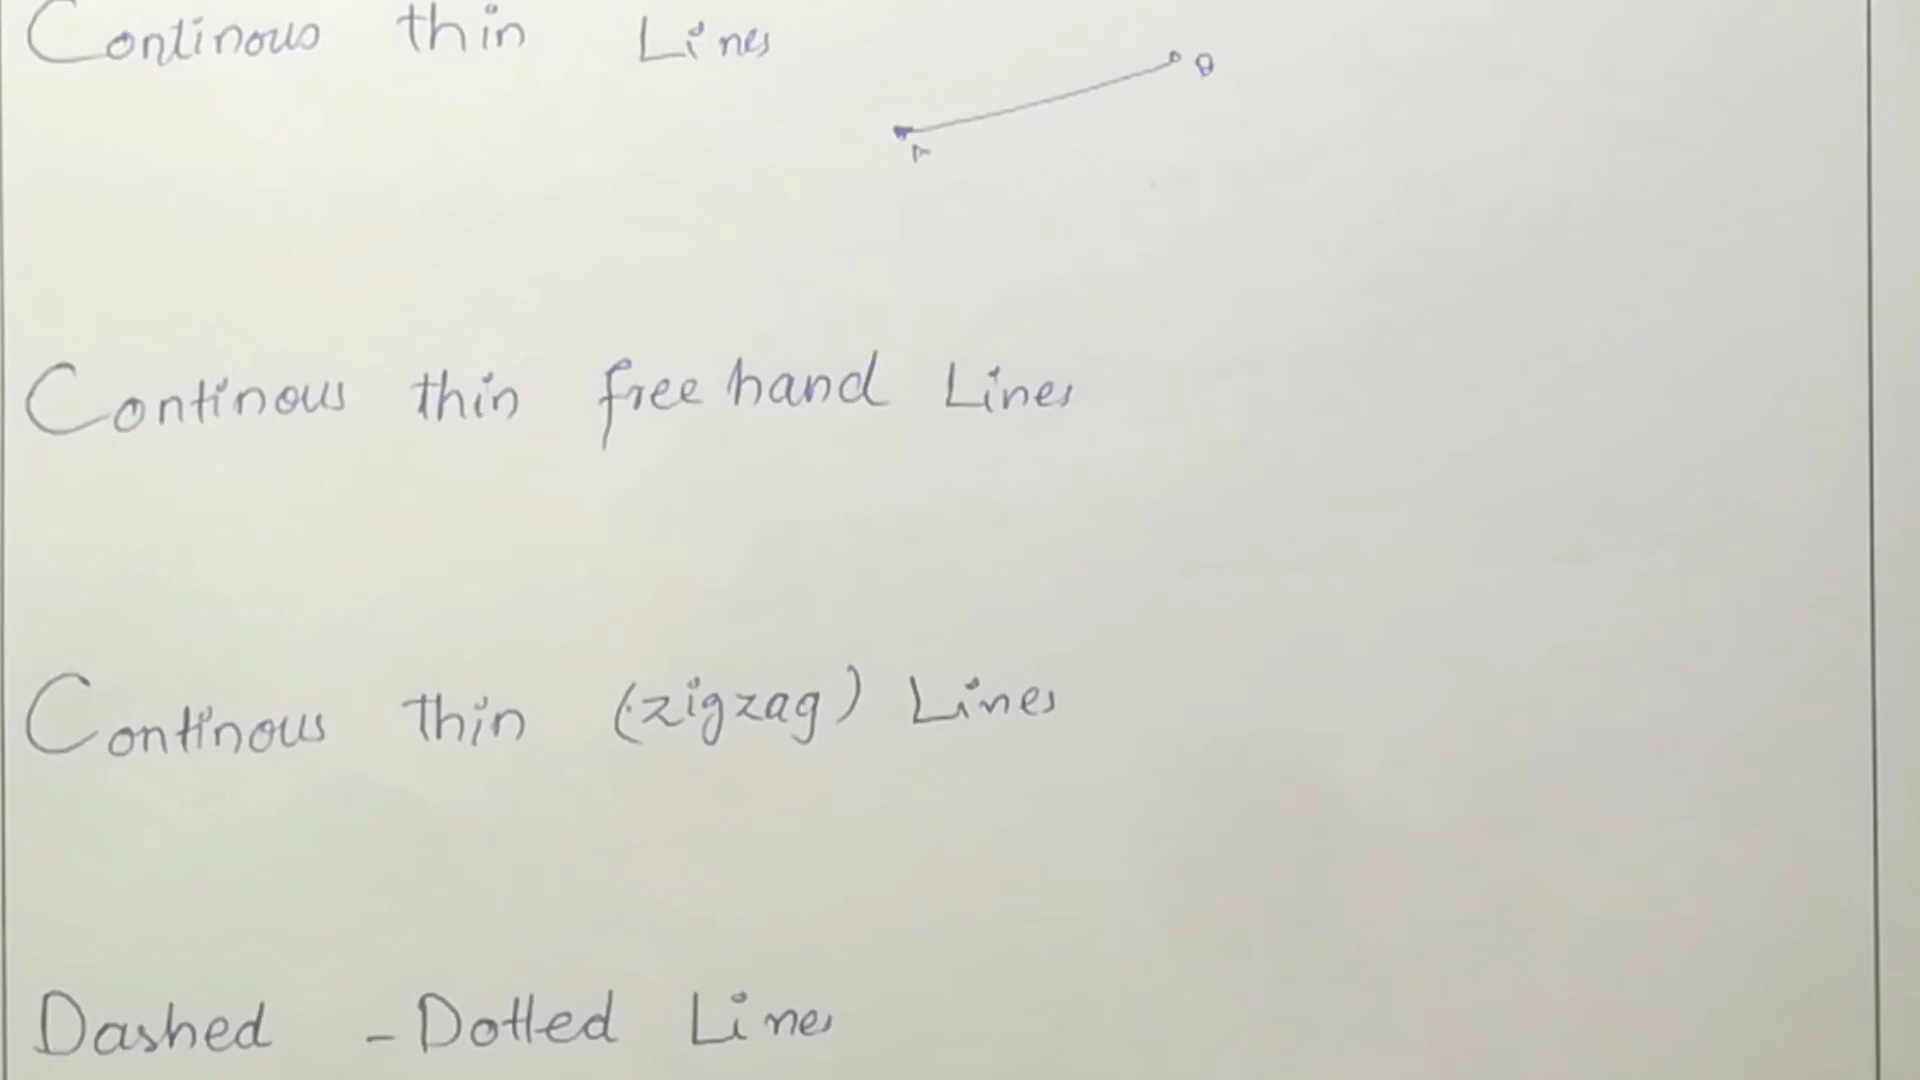 Continous thin Lines
B
A
Continous thin free hand Lines
Continous thin (zigzag) Lines
Dashed - Dotted Lines